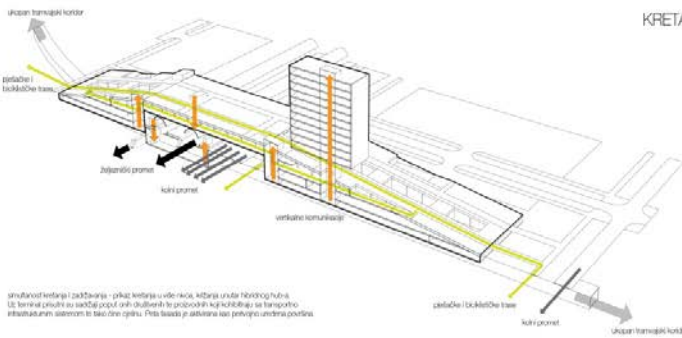 ukopan tramvajski koridor
KRETA
pješačke i
biciklističke trase
željeznički promet
kolni promet
vertikalne komunikacije
simultanost kretanja i zadržavanja - prikaz kretanja u više nivoa, križanja unutar hibridnog hub-a.
Uz terminal prisutni su sadržaji poput onih društvenih te proizvodnih koji kohibitiraju sa transportno
infrastrukturnim sistemom te tako čine cjelinu. Peta fasada je aktivirana kao partivojno uređena površina.
pješačke i biciklističke trase
kolni promet
ukopan tramvajski korid